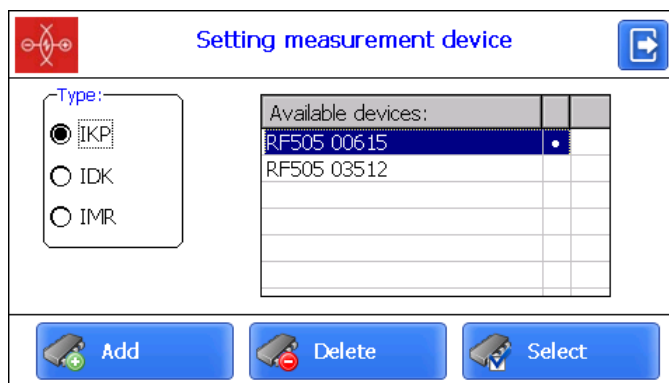 Setting measurement device
Type:
IKP
IDK
IMR
Available devices:
RF505 00615
RF505 03512
Add
Delete
Select